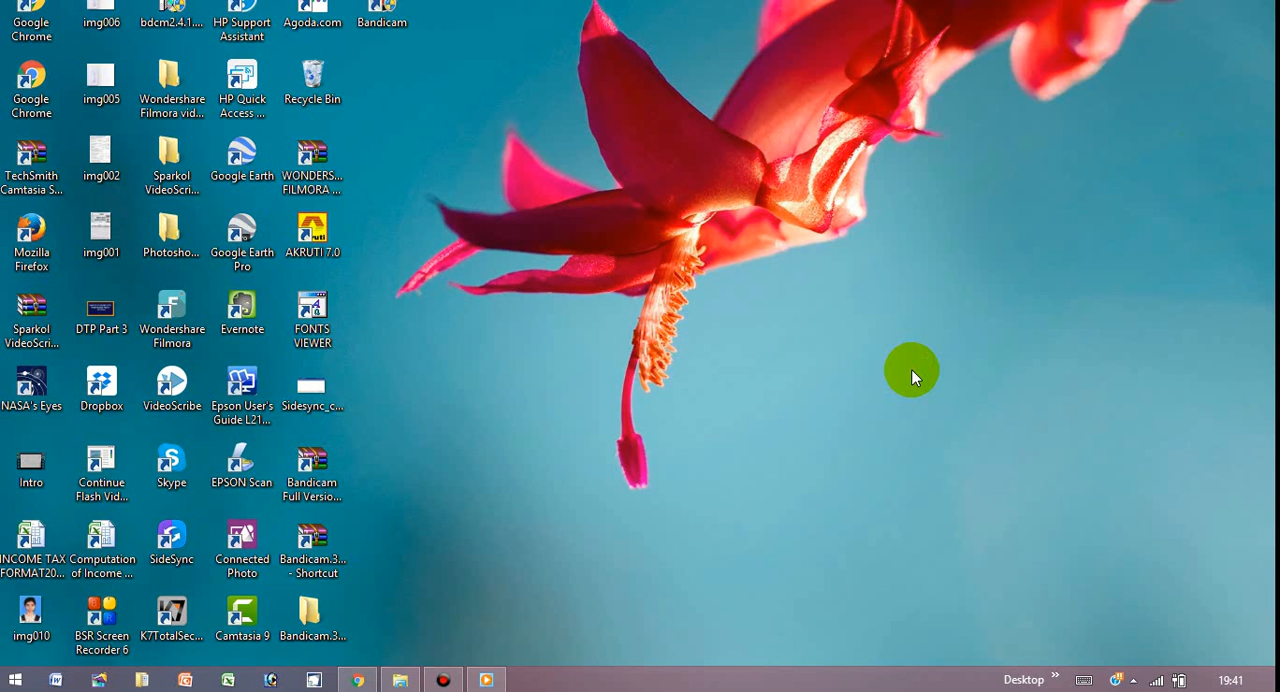 Google
Chrome
img006
bdcm2.4.1....
HP Support
Assistant
Agoda.com
Bandicam
Google
Chrome
img005
Wondershare
Filmora vid...
HP Quick
Access ...
Recycle Bin
TechSmith
Camtasia S...
img002
Sparkol
VideoScri...
Google Earth
WONDERS...
FILMORA ...
Mozilla
Firefox
img001
Photosho...
Google Earth
Pro
AKRUTI 7.0
Sparkol
VideoScri...
DTP Part 3
Wondershare
Filmora
Evernote
FONTS
VIEWER
NASA's Eyes
Dropbox
VideoScribe
Epson User's
Guide L21...
Sidesync_c...
Intro
Continue
Flash Vid...
Skype
EPSON Scan
Bandicam
Full Versio...
INCOME TAX
FORMAT20...
Computation
of Income ...
SideSync
Connected
Photo
Bandicam.3...
- Shortcut
img010
BSR Screen
Recorder 6
K7TotalSec...
Camtasia 9
Bandicam.3...
Desktop
19:41